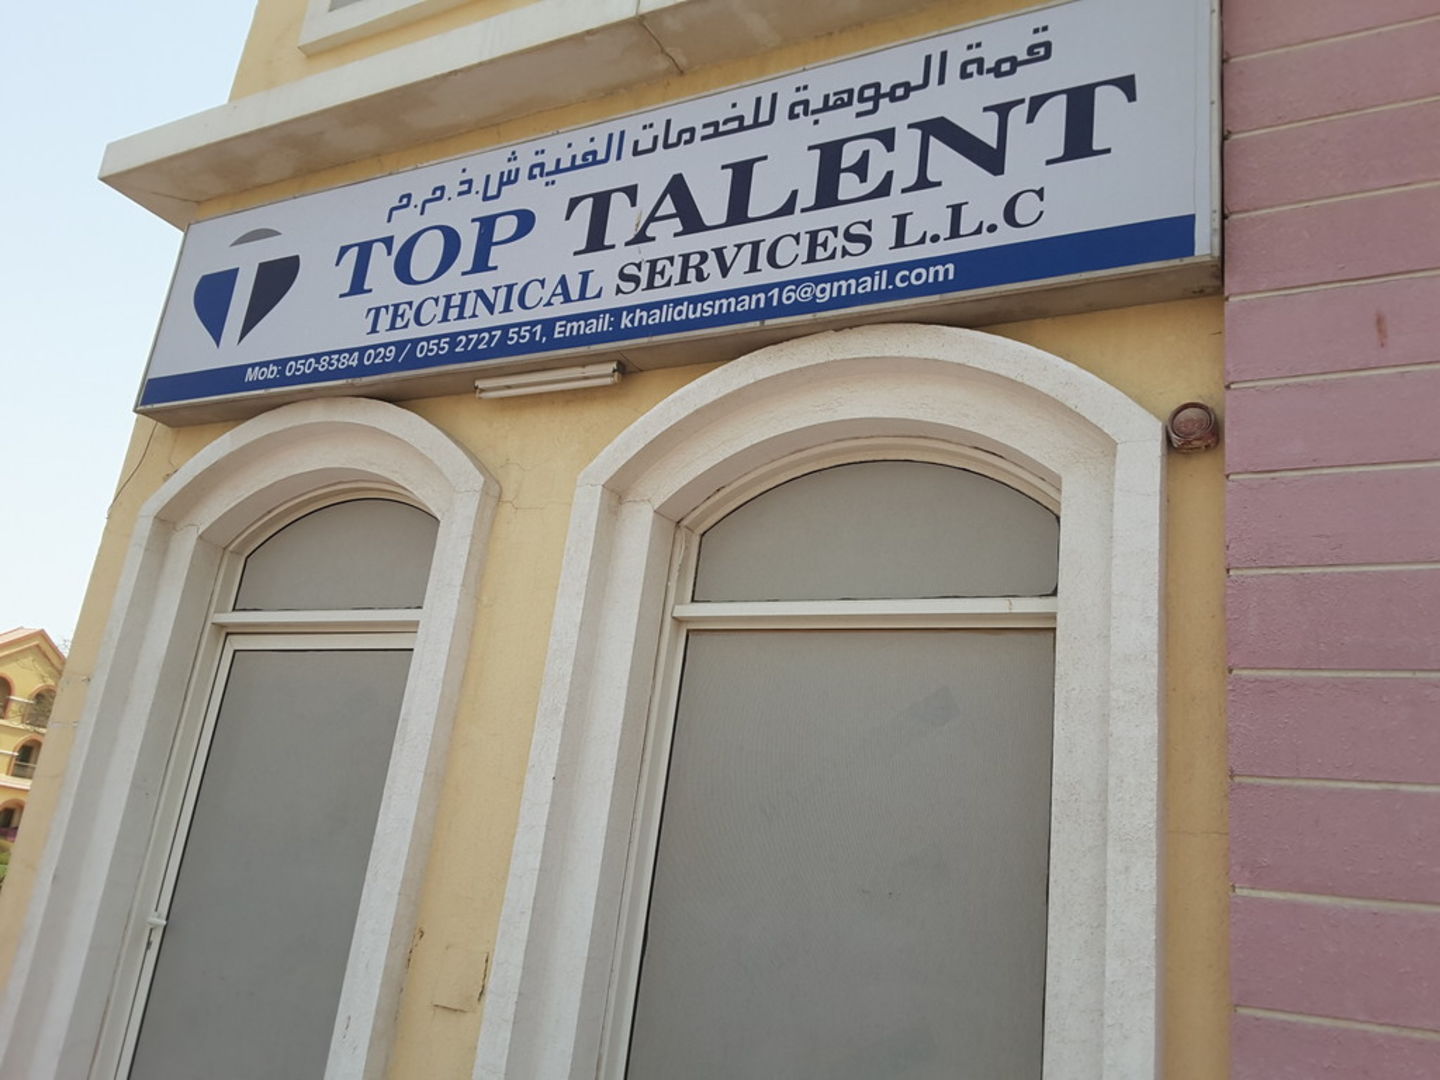 قمة الموهبة للخدمات الفنية ش.ذ.م.م
TOP TALENT
TECHNICAL SERVICES L.L.C
Mob: 050-8384 029 / 055 2727 551, Email: khalidusman16@gmail.com